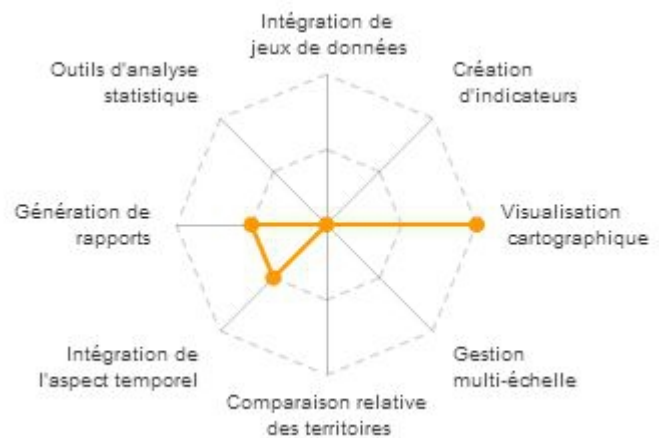 Intégration de
jeux de données
Création
d'indicateurs
Visualisation
cartographique
Gestion
multi-échelle
Comparaison relative
des territoires
Intégration de
l'aspect temporel
Génération de
rapports
Outils d'analyse
statistique